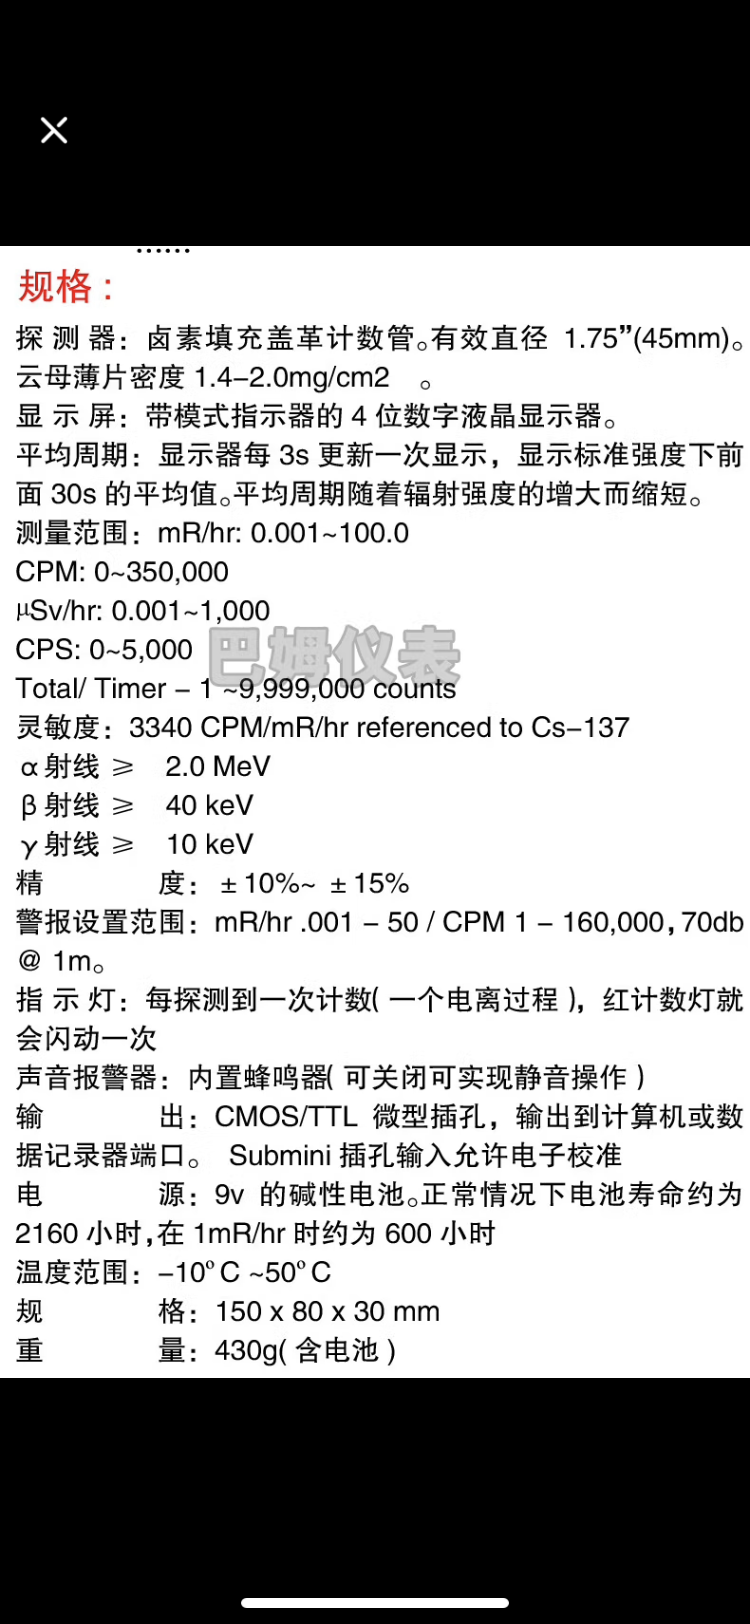 ......
规格：
探 测 器：卤素填充盖革计数管。有效直径 1.75”(45mm)。
云母薄片密度 1.4–2.0mg/cm2 。
显 示 屏：带模式指示器的 4 位数字液晶显示器。
平均周期：显示器每 3s 更新一次显示，显示标准强度下前
面 30s 的平均值。平均周期随着辐射强度的增大而缩短。
测量范围：mR/hr: 0.001~100.0
CPM: 0~350,000
μSv/hr: 0.001~1,000
CPS: 0~5,000
巴姆仪表
Total/ Timer – 1 ~9,999,000 counts
灵敏度：3340 CPM/mR/hr referenced to Cs–137
α射线 ≥ 2.0 MeV
β射线 ≥ 40 keV
γ射线 ≥ 10 keV
精 度：±10%~ ±15%
警报设置范围：mR/hr .001 – 50 / CPM 1 – 160,000，70db
@ 1m。
指 示 灯：每探测到一次计数( 一个电离过程 )，红计数灯就
会闪动一次
声音报警器：内置蜂鸣器( 可关闭可实现静音操作 )
输 出：CMOS/TTL 微型插孔，输出到计算机或数
据记录器端口。 Submini 插孔输入允许电子校准
电 源：9v 的碱性电池。正常情况下电池寿命约为
2160 小时，在 1mR/hr 时约为 600 小时
温度范围：–10°C ~50°C
规 格：150 x 80 x 30 mm
重 量：430g( 含电池 )